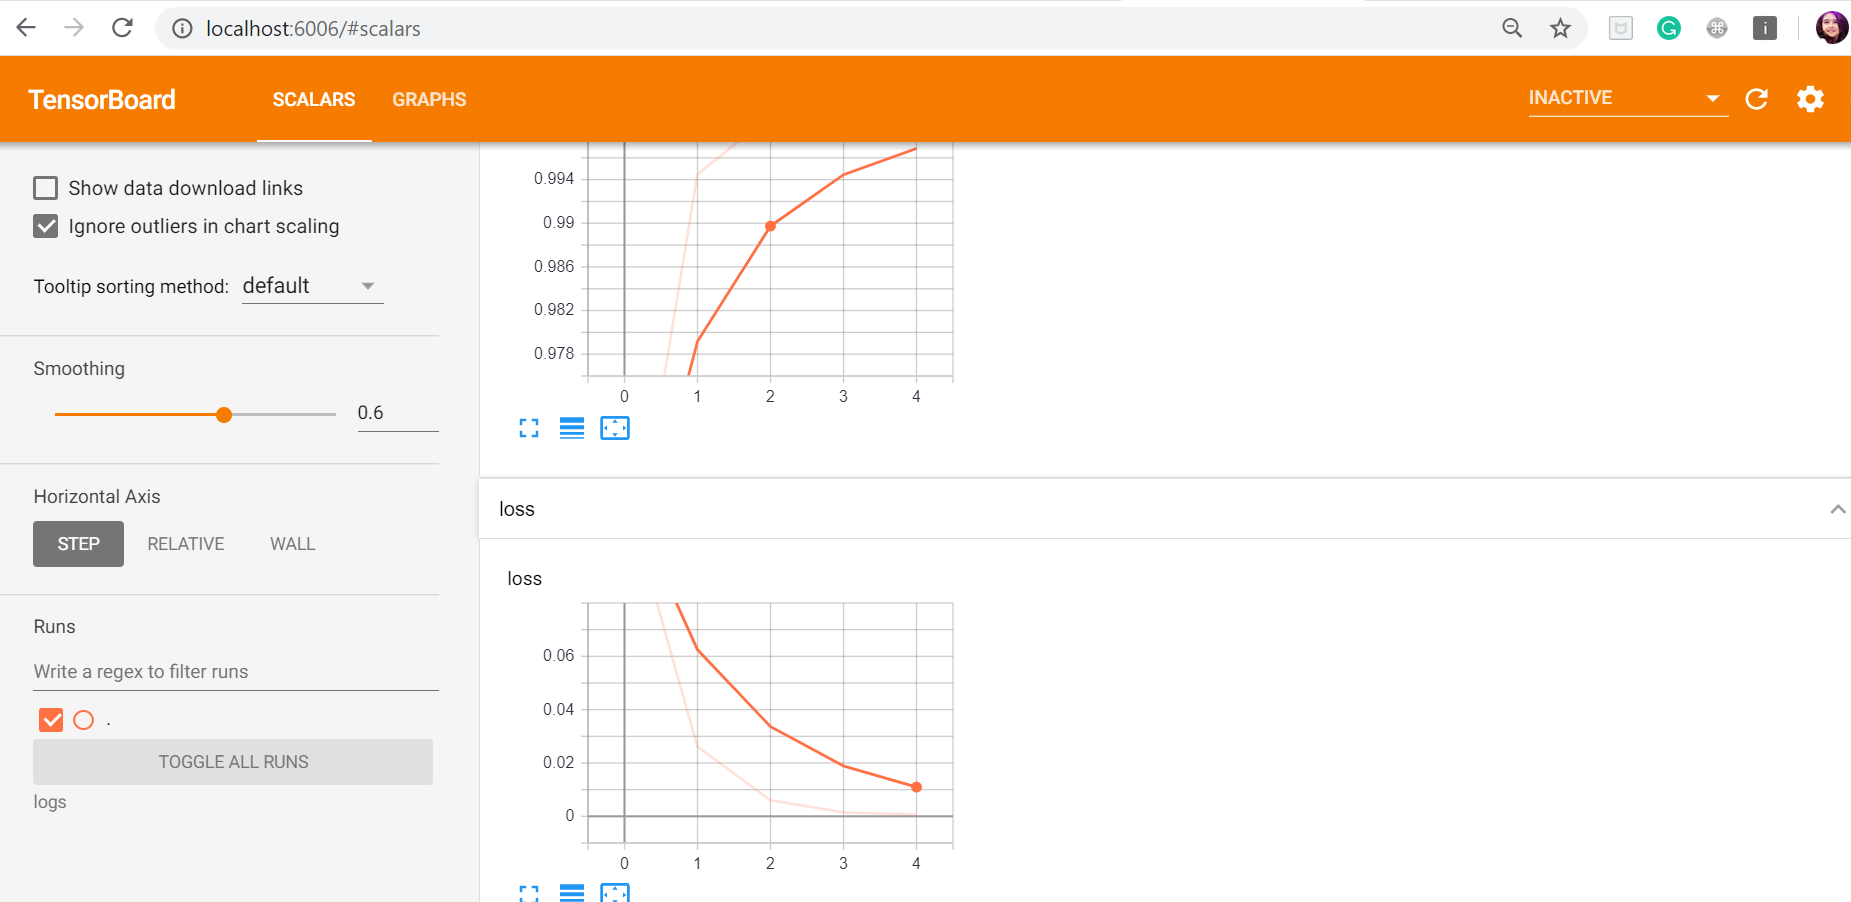 localhost:6006/#scalars
TensorBoard SCALARS GRAPHS INACTIVE
Show data download links
Ignore outliers in chart scaling
Tooltip sorting method: default
Smoothing
0.6
Horizontal Axis
STEP RELATIVE WALL
Runs
Write a regex to filter runs
.
TOGGLE ALL RUNS
logs
0.994
0.99
0.986
0.982
0.978
0 1 2 3 4
loss
loss
0.06
0.04
0.02
0
0 1 2 3 4